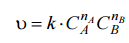 υ = k · C_A^{n_A} C_B^{n_B}